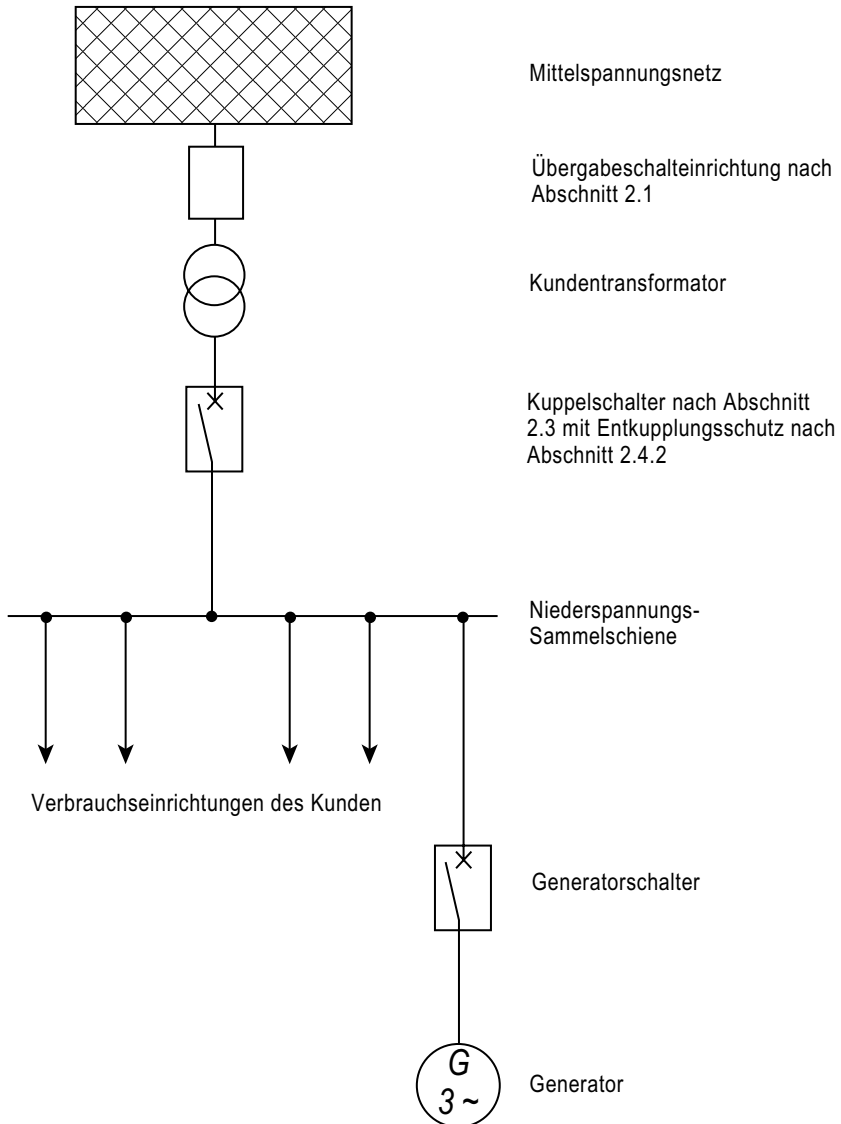 Mittelspannungsnetz
Übergabeschalteinrichtung nach
Abschnitt 2.1
Kundentransformator
Kuppelschalter nach Abschnitt
2.3 mit Entkupplungsschutz nach
Abschnitt 2.4.2
Niederspannungs-
Sammelschiene
Verbrauchseinrichtungen des Kunden
Generatorschalter
G
3 ~
Generator